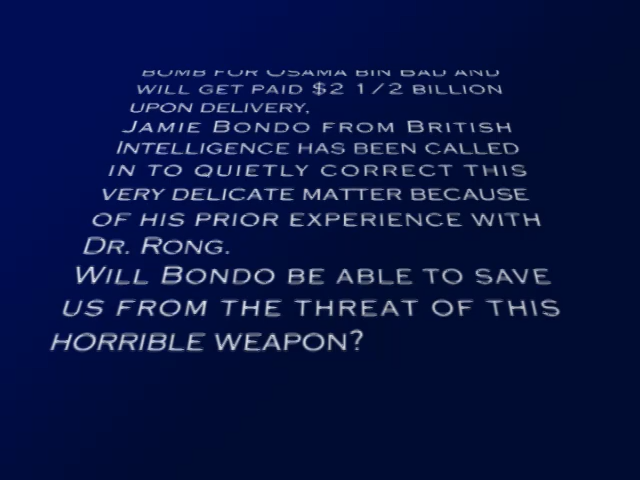 BOMB FOR OSAMA BIN BAD AND
WILL GET PAID $2 1/2 BILLION
UPON DELIVERY,
JAMIE BONDO FROM BRITISH
INTELLIGENCE HAS BEEN CALLED
IN TO QUIETLY CORRECT THIS
VERY DELICATE MATTER BECAUSE
OF HIS PRIOR EXPERIENCE WITH
DR. RONG.
WILL BONDO BE ABLE TO SAVE
US FROM THE THREAT OF THIS
HORRIBLE WEAPON?